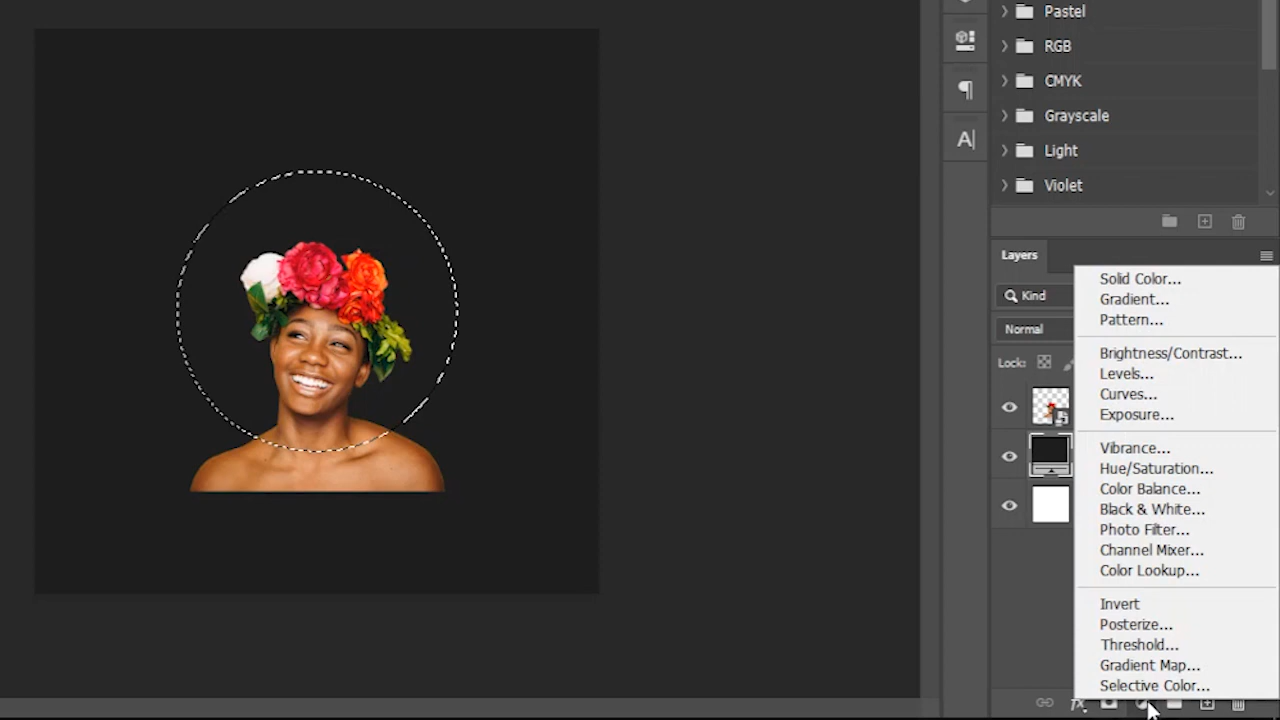 Pastel
RGB
CMYK
Grayscale
Light
Violet
Layers
Kind
Normal
Lock:
Solid Color...
Gradient...
Pattern...
Brightness/Contrast...
Levels...
Curves...
Exposure...
Vibrance...
Hue/Saturation...
Color Balance...
Black & White...
Photo Filter...
Channel Mixer...
Color Lookup...
Invert
Posterize...
Threshold...
Gradient Map...
Selective Color...
fx